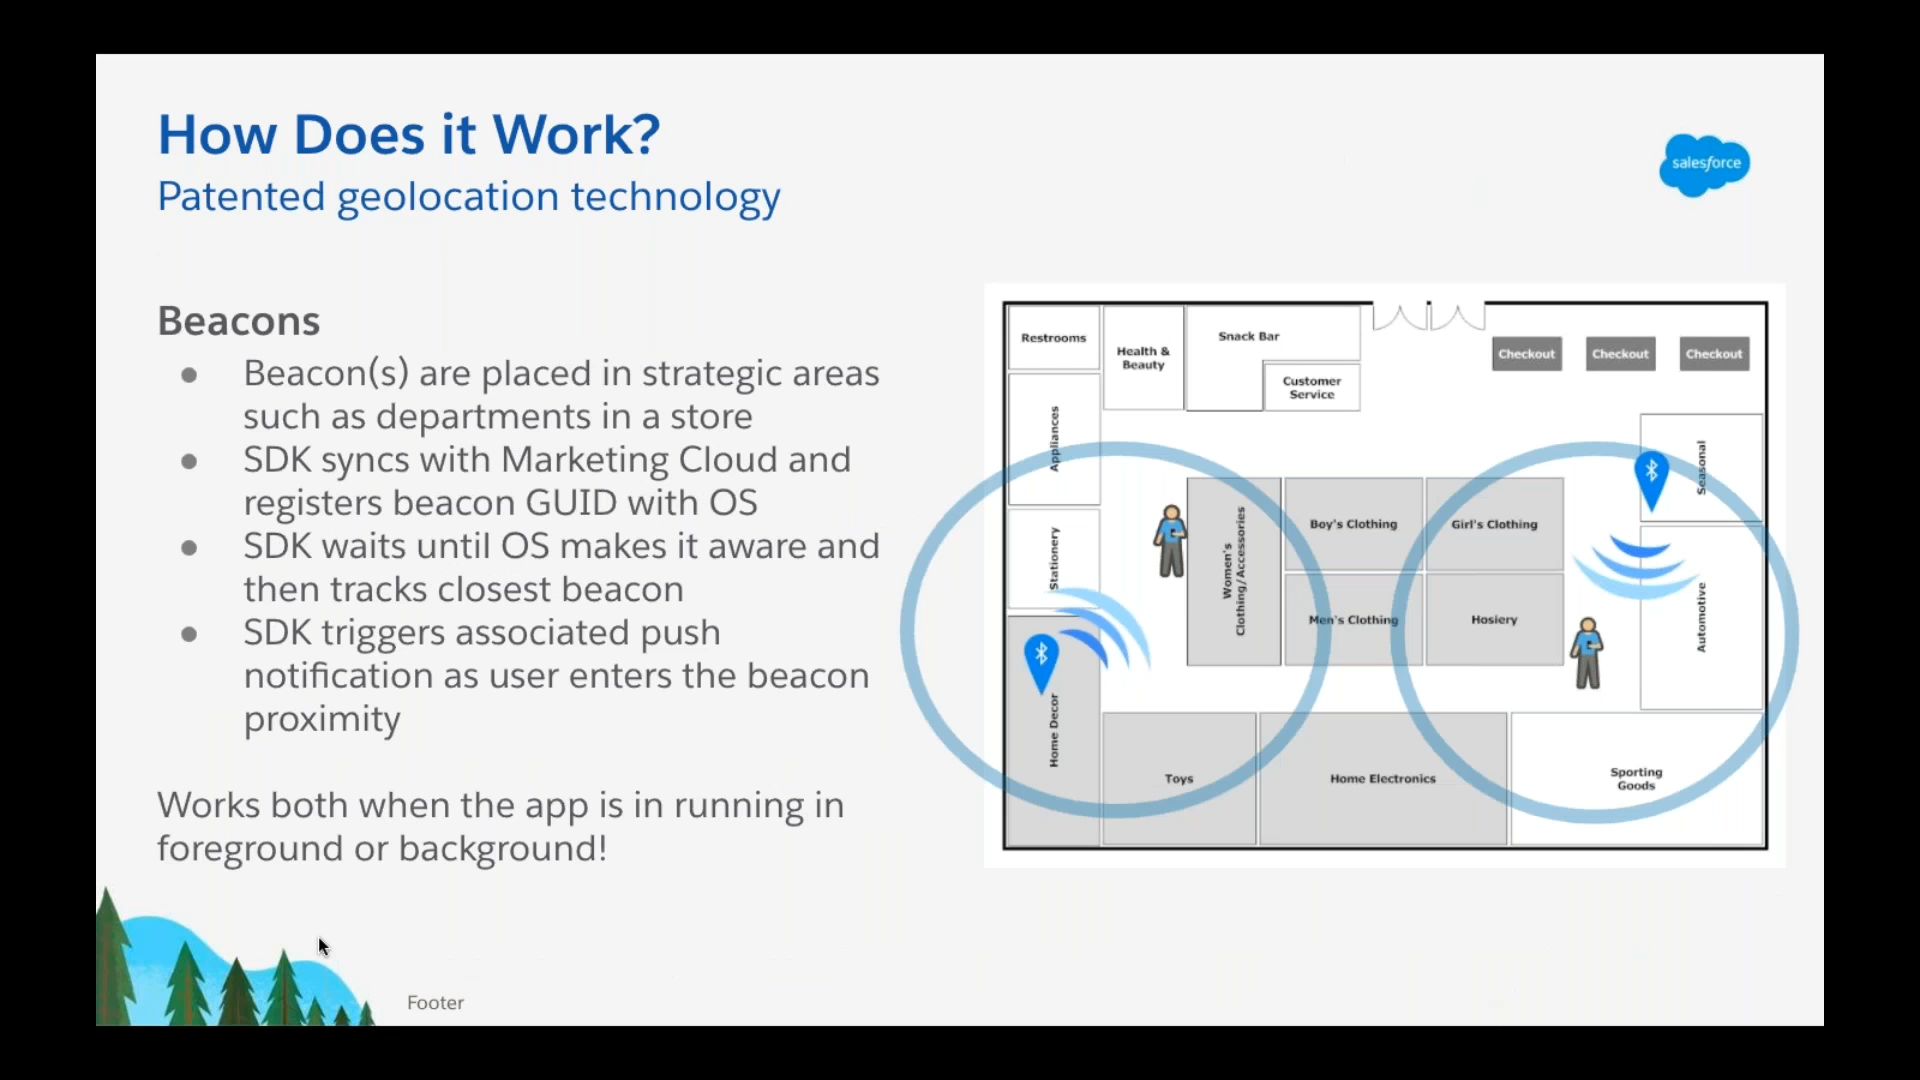 How Does it Work?
Patented geolocation technology
salesforce
Beacons
● Beacon(s) are placed in strategic areas
such as departments in a store
● SDK syncs with Marketing Cloud and
registers beacon GUID with OS
● SDK waits until OS makes it aware and
then tracks closest beacon
● SDK triggers associated push
notification as user enters the beacon
proximity
Works both when the app is in running in
foreground or background!
Restrooms
Health &
Beauty
Snack Bar
Customer
Service
Checkout
Checkout
Checkout
Appliances
Stationery
Home Decor
Women's
Clothing/Accessories
Boy's Clothing
Girl's Clothing
Men's Clothing
Hosiery
Seasonal
Automotive
Toys
Home Electronics
Sporting
Goods
Footer